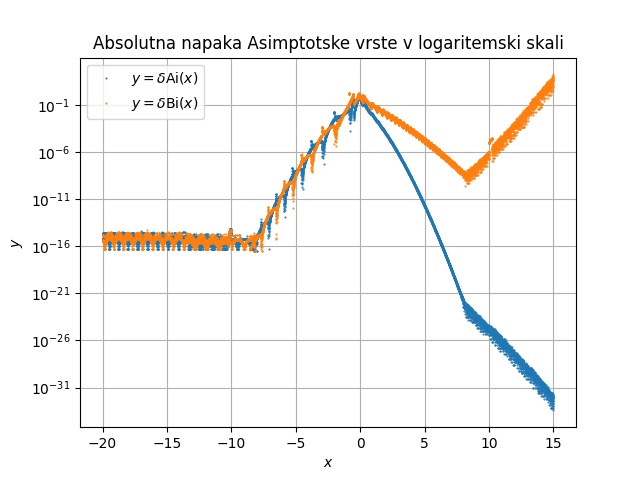 Absolutna napaka Asimptotske vrste v logaritemski skali
y = δAi(x)
y = δBi(x)
10⁻¹
10⁻⁶
10⁻¹¹
10⁻¹⁶
10⁻²¹
10⁻²⁶
10⁻³¹
y
−20 −15 −10 −5 0 5 10 15
x